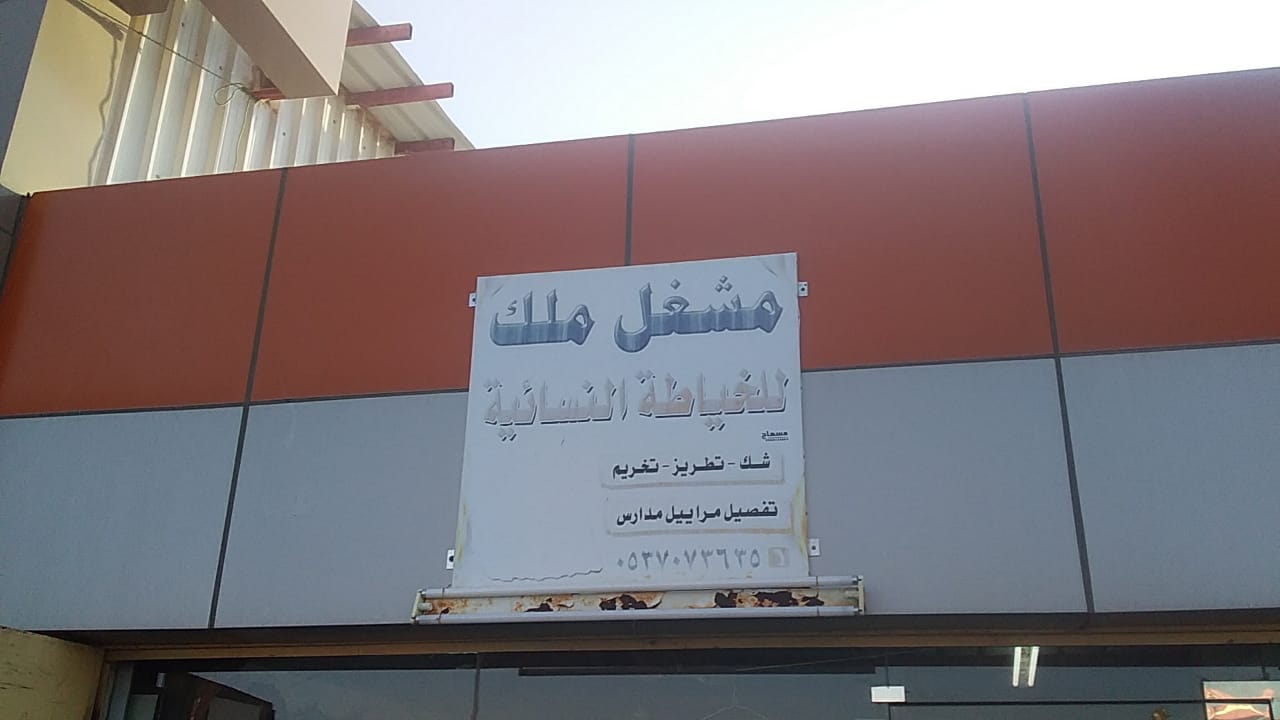 مشغل ملك
للخياطة النسائية
شك - تطريز - تخريم
تفصيل مراييل مدارس
٠٥٣٧٠٧٣٦٣٥